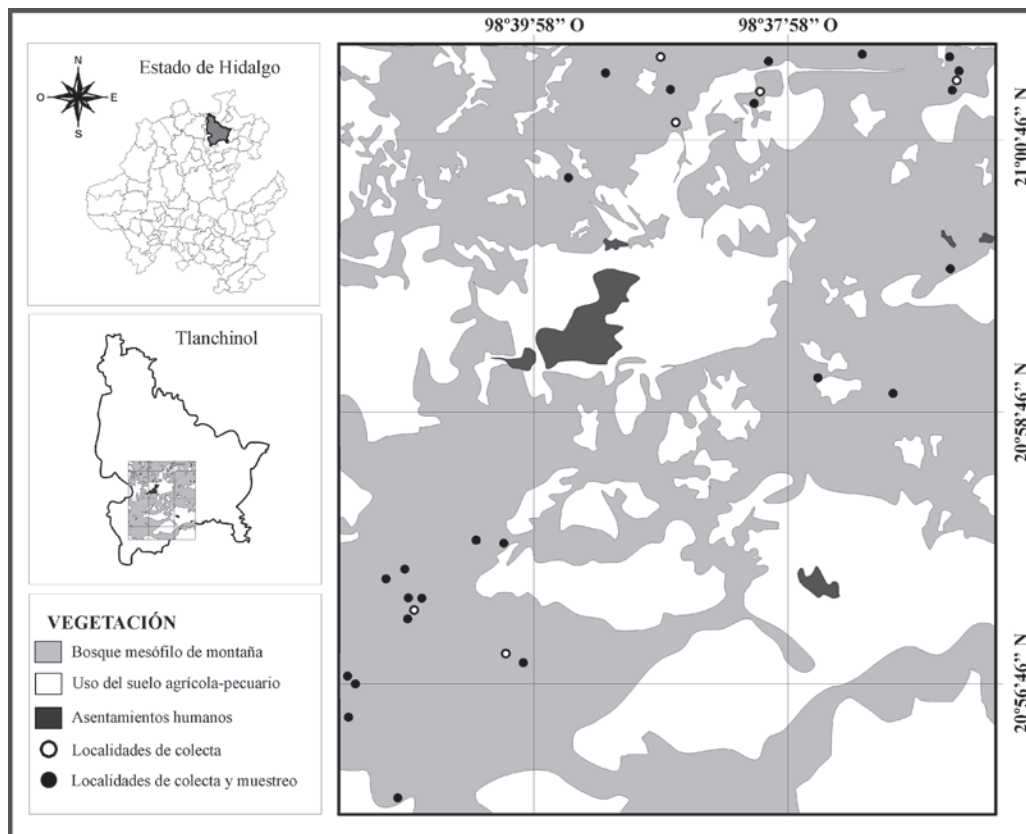 Estado de Hidalgo
N
O
E
S
Tlanchinol
VEGETACIÓN
Bosque mesófilo de montaña
Uso del suelo agrícola-pecuario
Asentamientos humanos
Localidades de colecta
Localidades de colecta y muestreo
98°39'58'' O
98°37'58'' O
21°00'46'' N
20°58'46'' N
20°56'46'' N